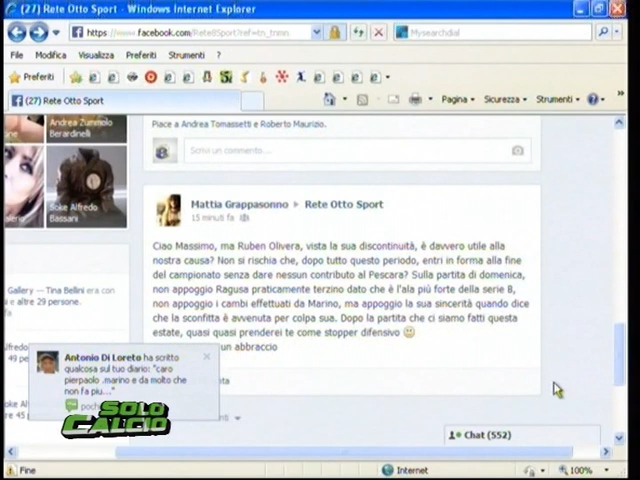 (27) Rete Otto Sport - Windows Internet Explorer
https://www.facebook.com/Rete8Sport?ref=tn_tnmn
Mysearchdial
File Modifica Visualizza Preferiti Strumenti ?
Preferiti
(27) Rete Otto Sport
Pagina Sicurezza Strumenti
Andrea Zummolo
Berardinelli
Soke Alfredo
Bassani
Gallery — Tina Bellini era con
i e altre 29 persone.
Piace a Andrea Tomassetti e Roberto Maurizio.
Scrivi un commento...
Mattia Grappasonno Rete Otto Sport
15 minuti fa
Ciao Massimo, ma Ruben Olivera, vista la sua discontinuità, è davvero utile alla
nostra causa? Non si rischia che, dopo tutto questo periodo, entri in forma alla fine
del campionato senza dare nessun contributo al Pescara? Sulla partita di domenica,
non appoggio Ragusa praticamente terzino dato che è l'ala più forte della serie B,
non appoggio i cambi effettuati da Marino, ma appoggio la sua sincerità quando dice
che la sconfitta è avvenuta per colpa sua. Dopo la partita che ci siamo fatti questa
estate, quasi quasi prenderei te come stopper difensivo
un abbraccio
Antonio Di Loreto ha scritto
qualcosa sul tuo diario: "caro
pierpaolo .marino e da molto che
non fa piu..."
SOLO
CALCIO
Chat (552)
Fine
Internet
100%